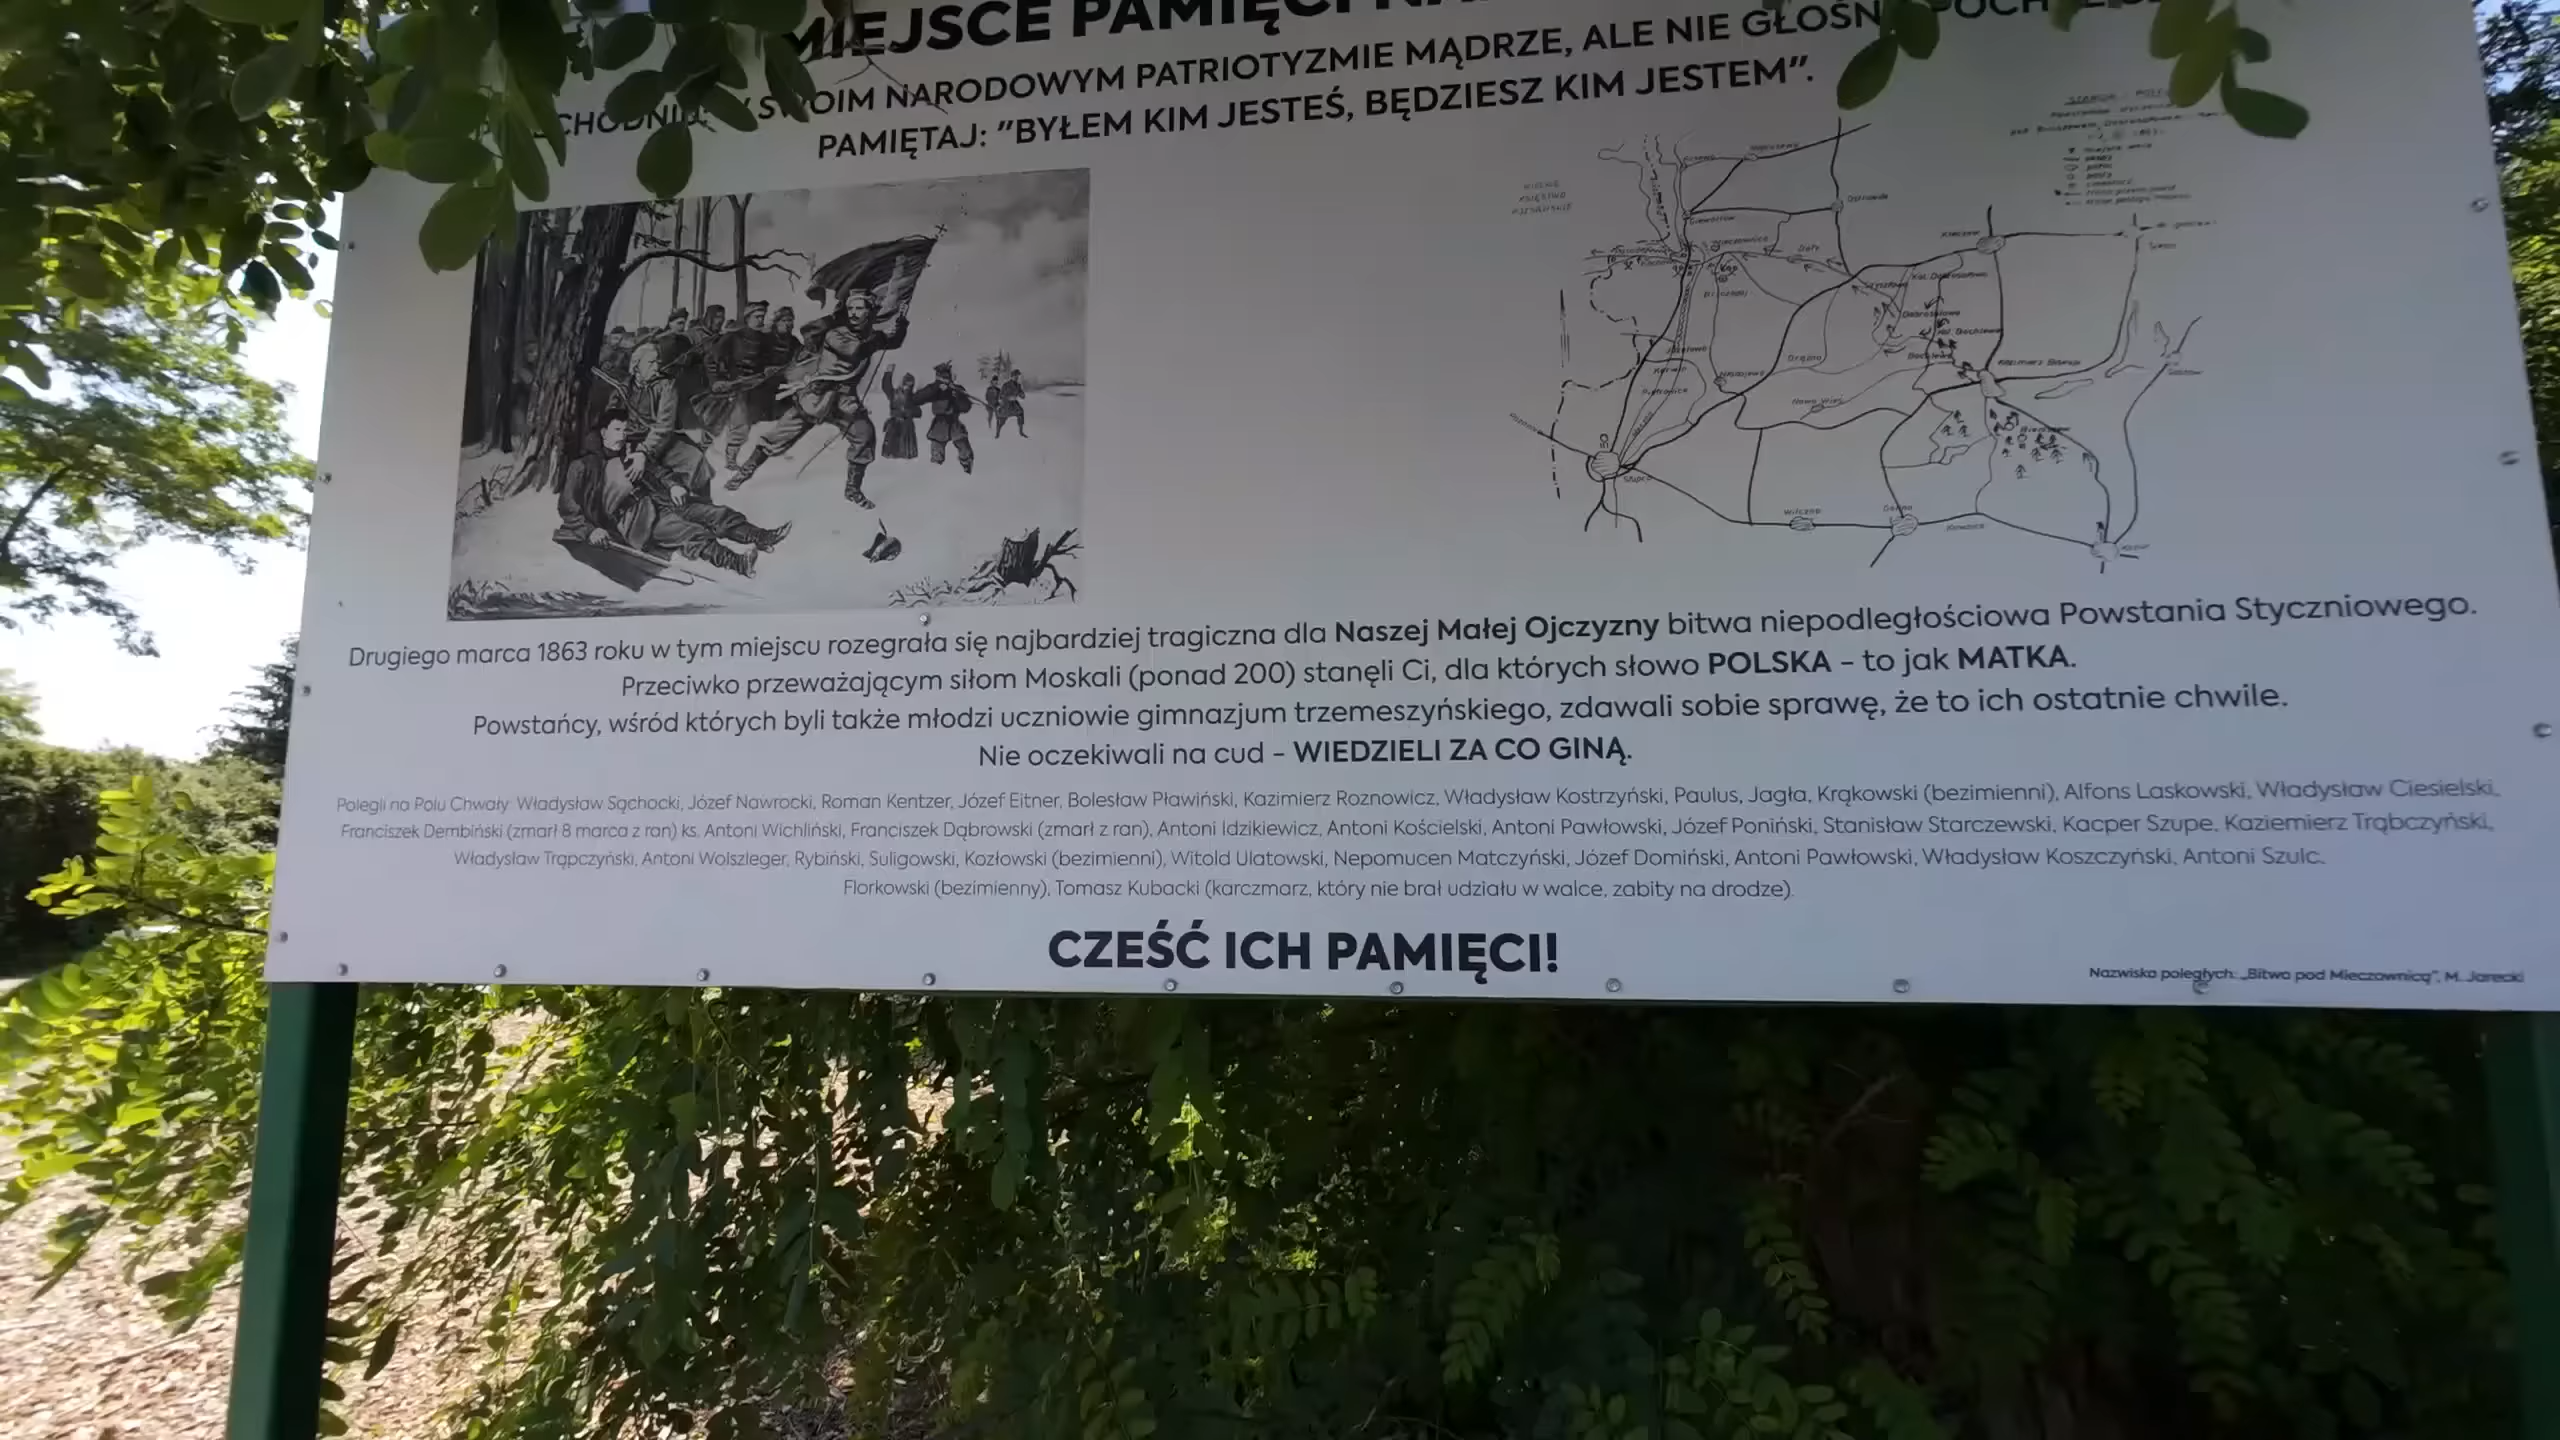 MIEJSCE PAMIĘCI
SWOIM NARODOWYM PATRIOTYZMIE MĄDRZE, ALE NIE GŁOŚN
PAMIĘTAJ: "BYŁEM KIM JESTEŚ, BĘDZIESZ KIM JESTEM".
Drugiego marca 1863 roku w tym miejscu rozegrała się najbardziej tragiczna dla Naszej Małej Ojczyzny bitwa niepodległościowa Powstania Styczniowego.
Przeciwko przeważającym siłom Moskali (ponad 200) stanęli Ci, dla których słowo POLSKA - to jak MATKA.
Powstańcy, wśród których byli także młodzi uczniowie gimnazjum trzemeszyńskiego, zdawali sobie sprawę, że to ich ostatnie chwile.
Nie oczekiwali na cud - WIEDZIELI ZA CO GINĄ.
Polegli na Polu Chwały: Władysław Sąchocki, Józef Nawrocki, Roman Kentzer, Józef Eitner, Bolesław Pławiński, Kazimierz Roznowicz, Władysław Kostrzyński, Paulus, Jagła, Krąkowski (bezimienni), Alfons Laskowski, Władysław Ciesielski,
Franciszek Dembiński (zmarł 8 marca z ran) ks. Antoni Wichliński, Franciszek Dąbrowski (zmarł z ran), Antoni Idzikiewicz, Antoni Kościelski, Antoni Pawłowski, Józef Poniński, Stanisław Starczewski, Kacper Szupe, Kaziemierz Trąbczyński,
Władysław Trąpczyński, Antoni Wolszleger, Rybiński, Suligowski, Kozłowski (bezimienni), Witold Ulatowski, Nepomucen Matczyński, Józef Domiński, Antoni Pawłowski, Władysław Koszczyński, Antoni Szulc,
Florkowski (bezimienny), Tomasz Kubacki (karczmarz, który nie brał udziału w walce, zabity na drodze).
CZEŚĆ ICH PAMIĘCI!
Nazwiska poległych: „Bitwa pod Mieczownicą", M. Jarecki